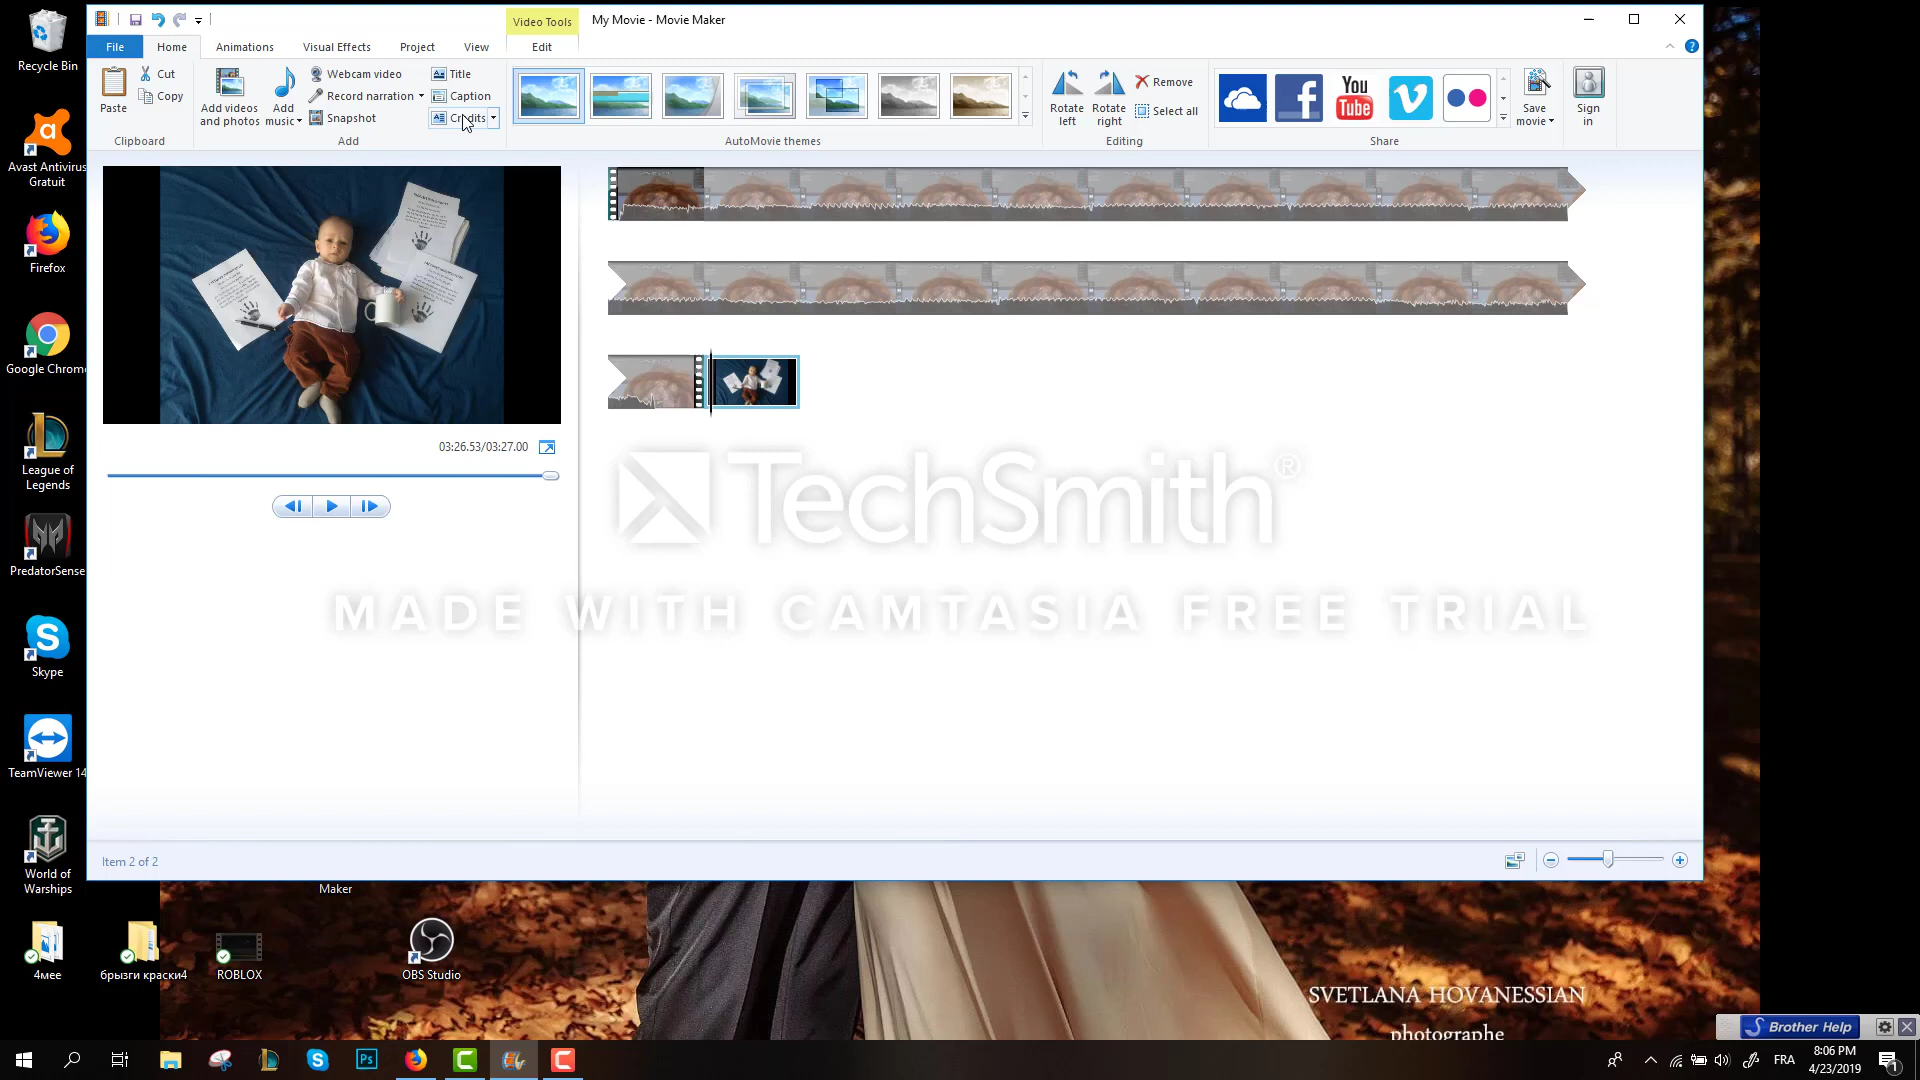 Recycle Bin
Avast Antivirus
Gratuit
Firefox
Google Chrome
League of
Legends
PredatorSense
Skype
TeamViewer 14
World of
Warships
4мее
брызги краски4
ROBLOX
Maker
OBS Studio
Video Tools
My Movie - Movie Maker
File
Home
Animations
Visual Effects
Project
View
Edit
Paste
Cut
Copy
Clipboard
Add videos
and photos
Add
music
Webcam video
Record narration
Snapshot
Title
Caption
Credits
Add
AutoMovie themes
Rotate
left
Rotate
right
Remove
Select all
Editing
You
Tube
Share
Save
movie
Sign
in
03:26.53/03:27.00
TechSmith®
MADE WITH CAMTASIA FREE TRIAL
Item 2 of 2
SVETLANA HOVANESSIAN
photographe
Brother Help
Ps
FRA
8:06 PM
4/23/2019
1